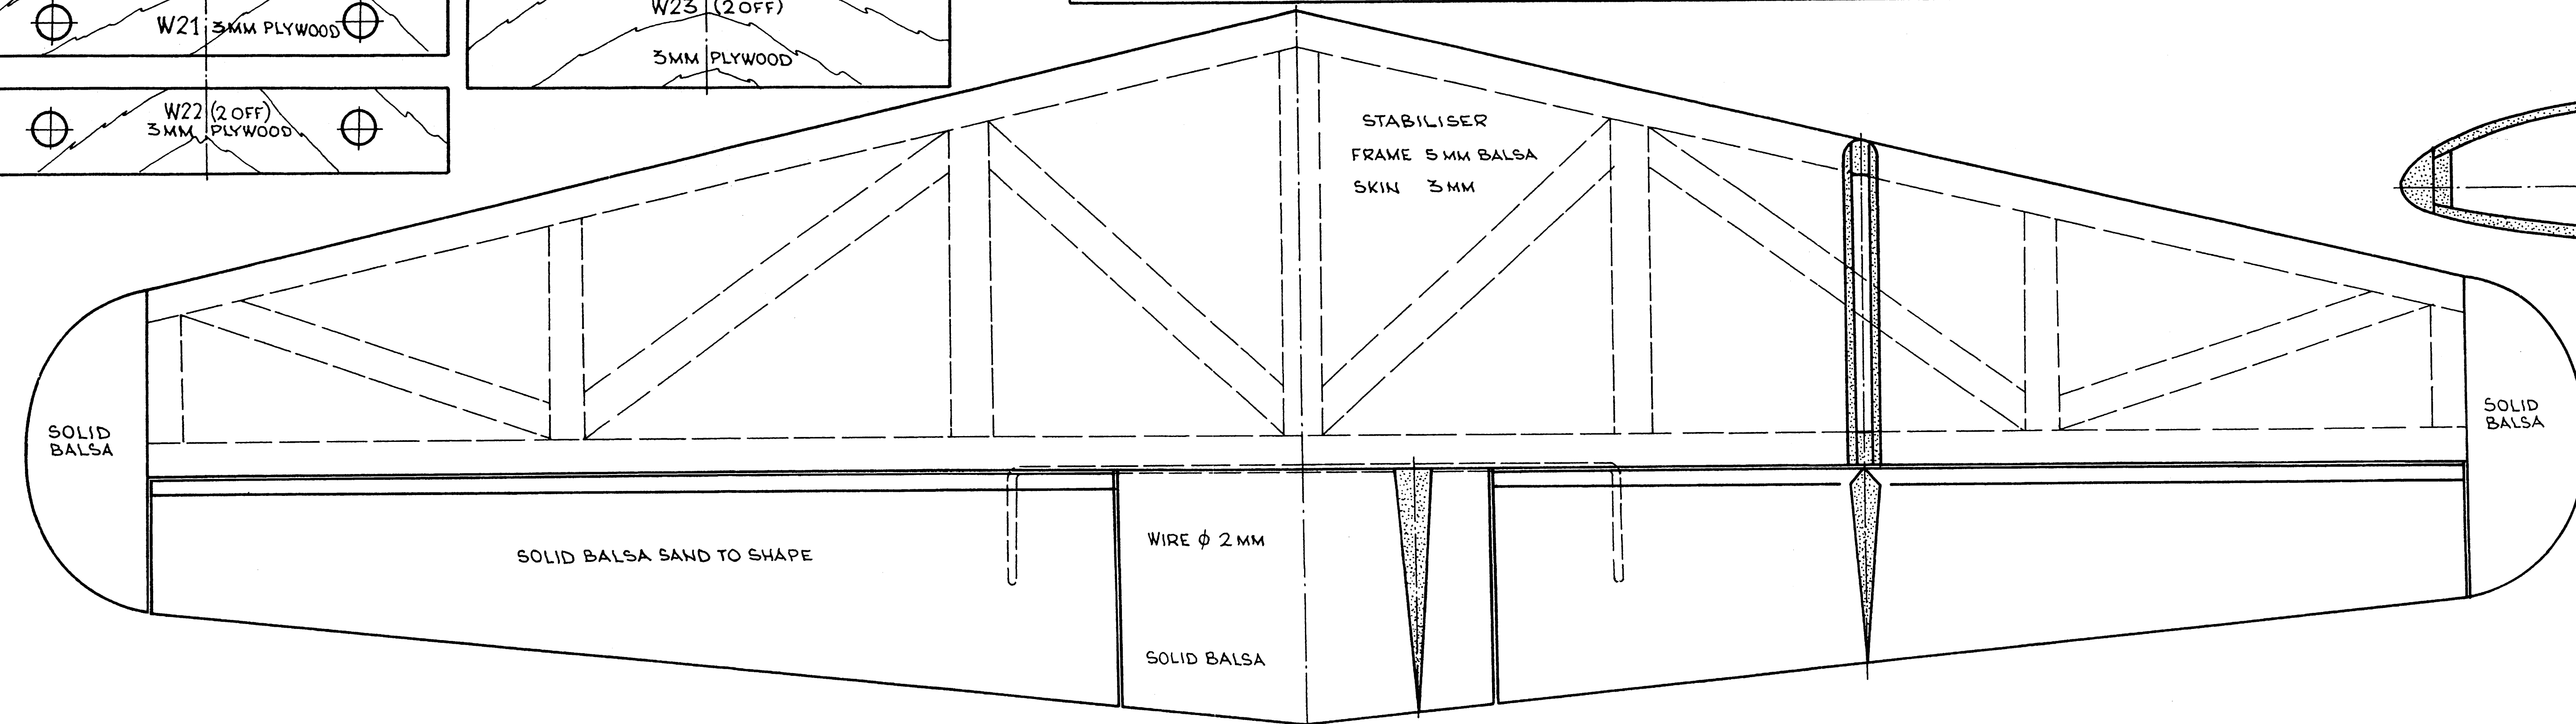 W21 3MM PLYWOOD
W22 (2 OFF)
3MM PLYWOOD
W23 (2 OFF)
3MM PLYWOOD
STABILISER
FRAME 5 MM BALSA
SKIN 3 MM
SOLID
BALSA
SOLID
BALSA
SOLID BALSA SAND TO SHAPE
WIRE ϕ 2 MM
SOLID BALSA